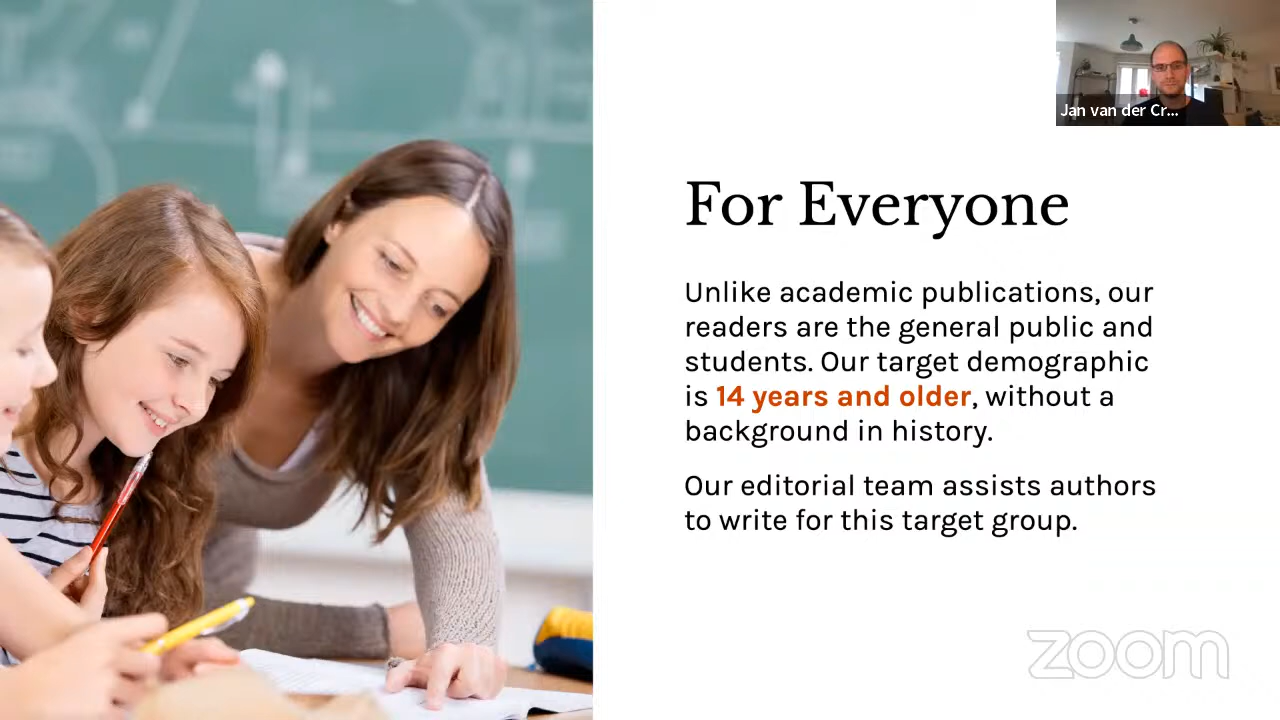 Jan van der Cr...
For Everyone
Unlike academic publications, our
readers are the general public and
students. Our target demographic
is 14 years and older, without a
background in history.
Our editorial team assists authors
to write for this target group.
zoom